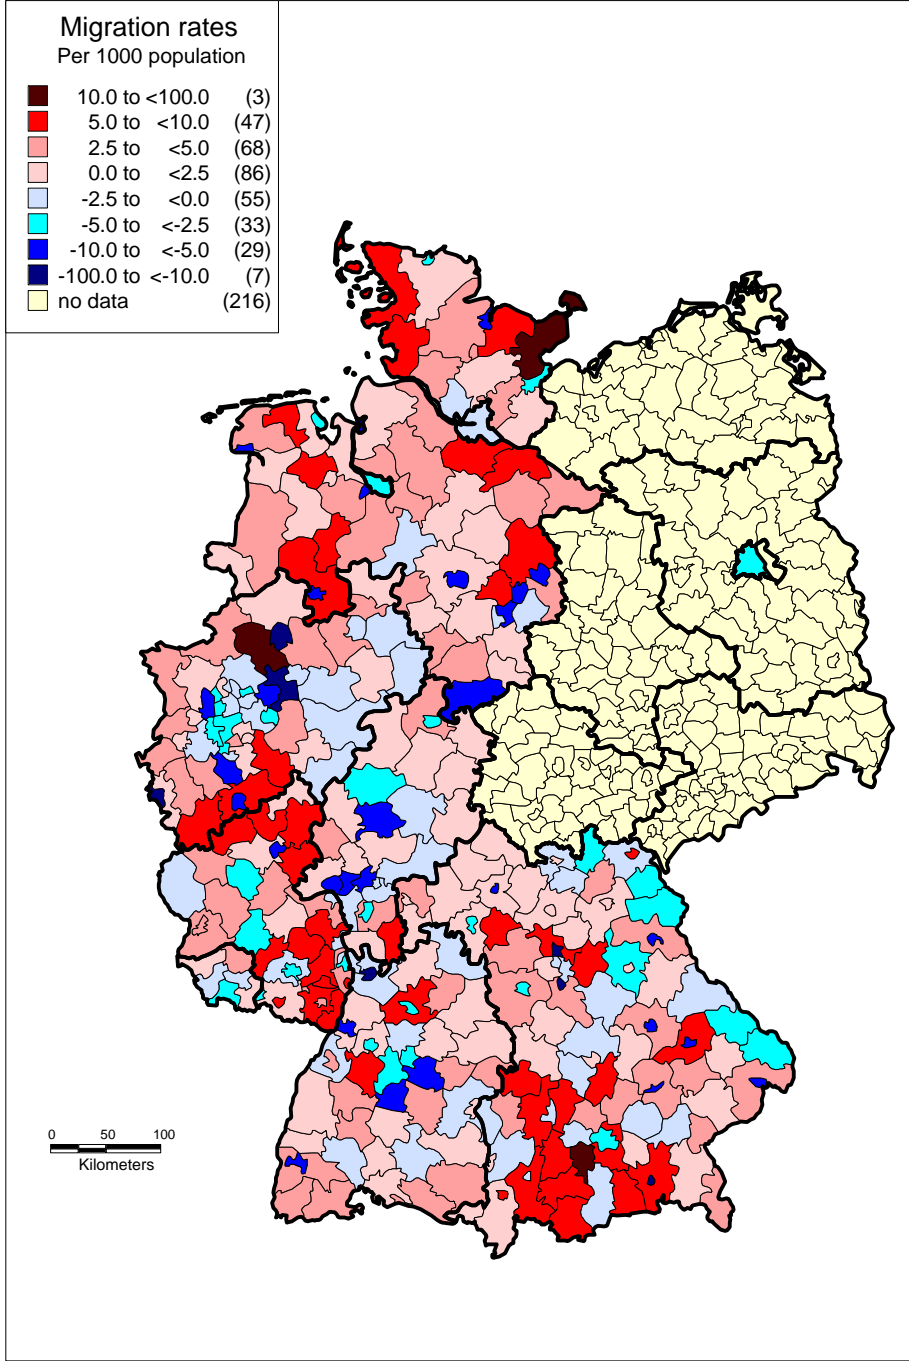 Migration rates
Per 1000 population
10.0 to <100.0 (3)
5.0 to <10.0 (47)
2.5 to <5.0 (68)
0.0 to <2.5 (86)
-2.5 to <0.0 (55)
-5.0 to <-2.5 (33)
-10.0 to <-5.0 (29)
-100.0 to <-10.0 (7)
no data (216)
0 50 100
Kilometers